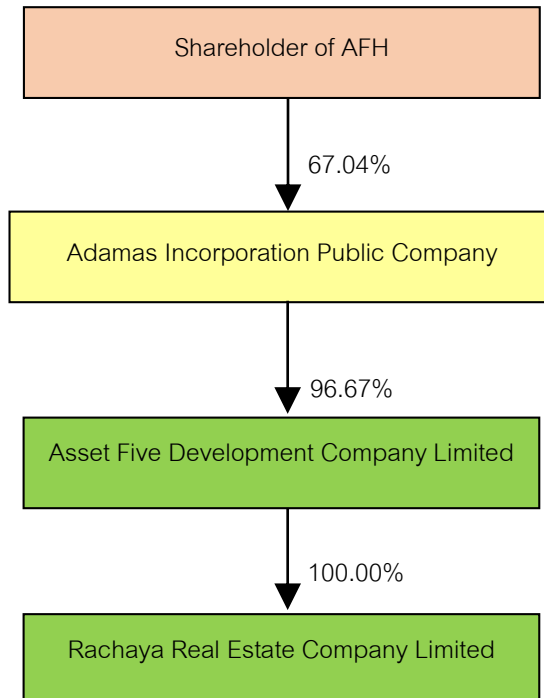 Shareholder of AFH
67.04%
Adamas Incorporation Public Company
96.67%
Asset Five Development Company Limited
100.00%
Rachaya Real Estate Company Limited